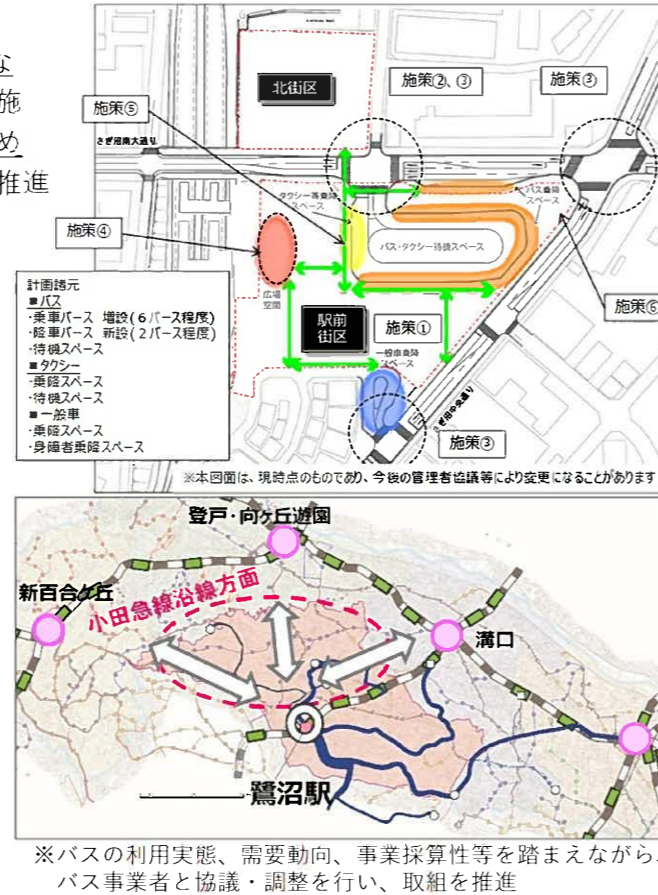 な
施
め
推進
北街区
施策②、③
施策③
施策⑤
さぎ沼南大通り
タクシー等乗降
スペース
バス乗降
スペース
バス・タクシー待機スペース
施策④
広場
空間
施策⑥
駅前
街区
施策①
一般車乗降
スペース
さぎ沼中央通り
施策③
計画諸元
■バス
・乗車バース 増設(6バース程度)
・降車バース 新設(2バース程度)
・待機スペース
■タクシー
・乗降スペース
・待機スペース
■一般車
・乗降スペース
・身障者乗降スペース
※本図面は、現時点のものであり、今後の管理者協議等により変更になることがあります
登戸・向ヶ丘遊園
新百合ヶ丘
小田急線沿線方面
溝口
鷺沼駅
※バスの利用実態、需要動向、事業採算性等を踏まえながら、
バス事業者と協議・調整を行い、取組を推進